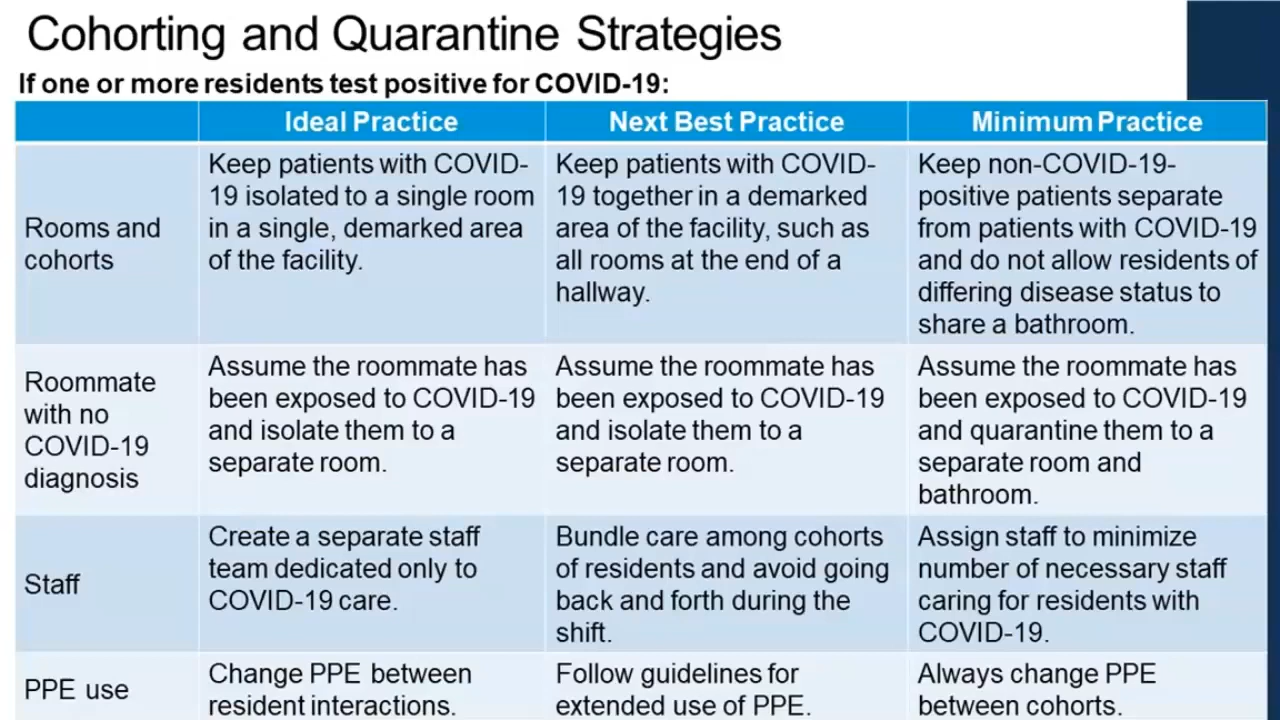 Cohorting and Quarantine Strategies
If one or more residents test positive for COVID-19:
Ideal Practice
Next Best Practice
Minimum Practice
Rooms and
cohorts
Keep patients with COVID-
19 isolated to a single room
in a single, demarked area
of the facility.
Keep patients with COVID-
19 together in a demarked
area of the facility, such as
all rooms at the end of a
hallway.
Keep non-COVID-19-
positive patients separate
from patients with COVID-19
and do not allow residents of
differing disease status to
share a bathroom.
Roommate
with no
COVID-19
diagnosis
Assume the roommate has
been exposed to COVID-19
and isolate them to a
separate room.
Assume the roommate has
been exposed to COVID-19
and isolate them to a
separate room.
Assume the roommate has
been exposed to COVID-19
and quarantine them to a
separate room and
bathroom.
Staff
Create a separate staff
team dedicated only to
COVID-19 care.
Bundle care among cohorts
of residents and avoid going
back and forth during the
shift.
Assign staff to minimize
number of necessary staff
caring for residents with
COVID-19.
PPE use
Change PPE between
resident interactions.
Follow guidelines for
extended use of PPE.
Always change PPE
between cohorts.